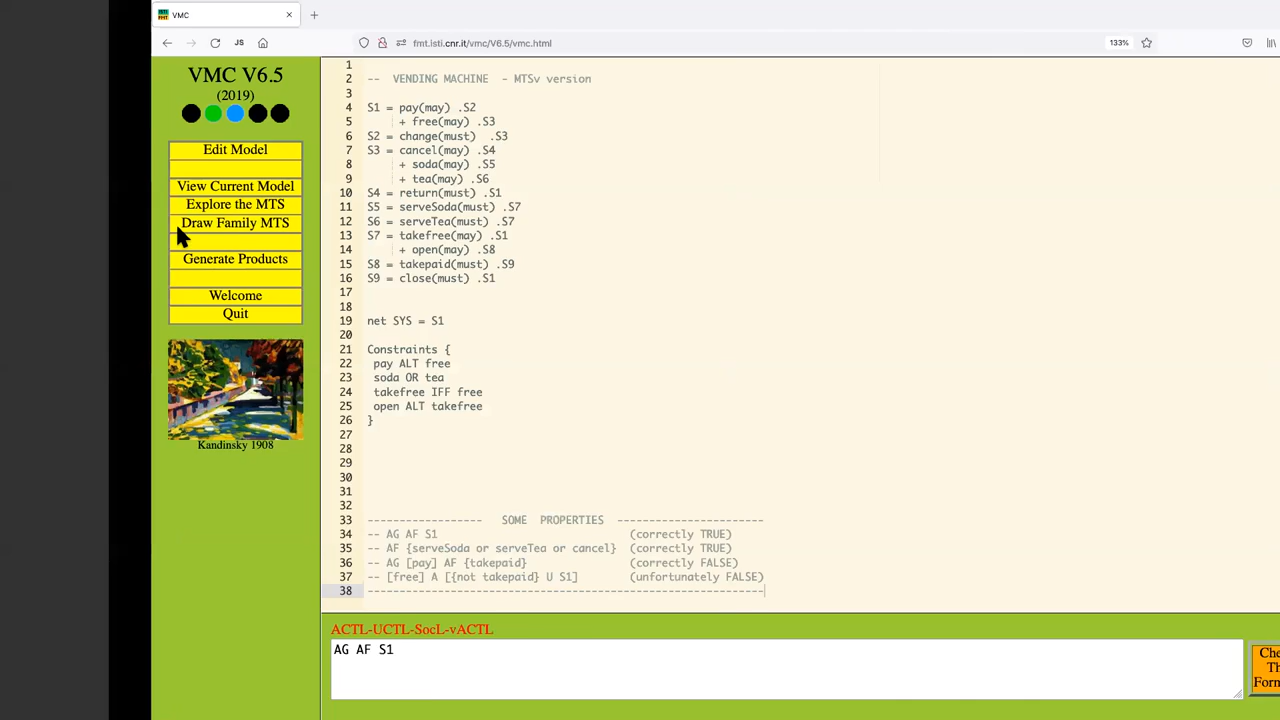 VMC
×
+
JS
fmt.isti.cnr.it/vmc/V6.5/vmc.html
133%
VMC V6.5
(2019)
Edit Model
View Current Model
Explore the MTS
Draw Family MTS
Generate Products
Welcome
Quit
Kandinsky 1908
1
2 -- VENDING MACHINE - MTSv version
3
4 S1 = pay(may) .S2
5 + free(may) .S3
6 S2 = change(must) .S3
7 S3 = cancel(may) .S4
8 + soda(may) .S5
9 + tea(may) .S6
10 S4 = return(must) .S1
11 S5 = serveSoda(must) .S7
12 S6 = serveTea(must) .S7
13 S7 = takefree(may) .S1
14 + open(may) .S8
15 S8 = takepaid(must) .S9
16 S9 = close(must) .S1
17
18
19 net SYS = S1
20
21 Constraints {
22 pay ALT free
23 soda OR tea
24 takefree IFF free
25 open ALT takefree
26 }
27
28
29
30
31
32
33 ------------------ SOME PROPERTIES -----------------------
34 -- AG AF S1 (correctly TRUE)
35 -- AF {serveSoda or serveTea or cancel} (correctly TRUE)
36 -- AG [pay] AF {takepaid} (correctly FALSE)
37 -- [free] A [{not takepaid} U S1] (unfortunately FALSE)
38 --------------------------------------------------------------
ACTL-UCTL-SocL-vACTL
AG AF S1
Che
Th
Form